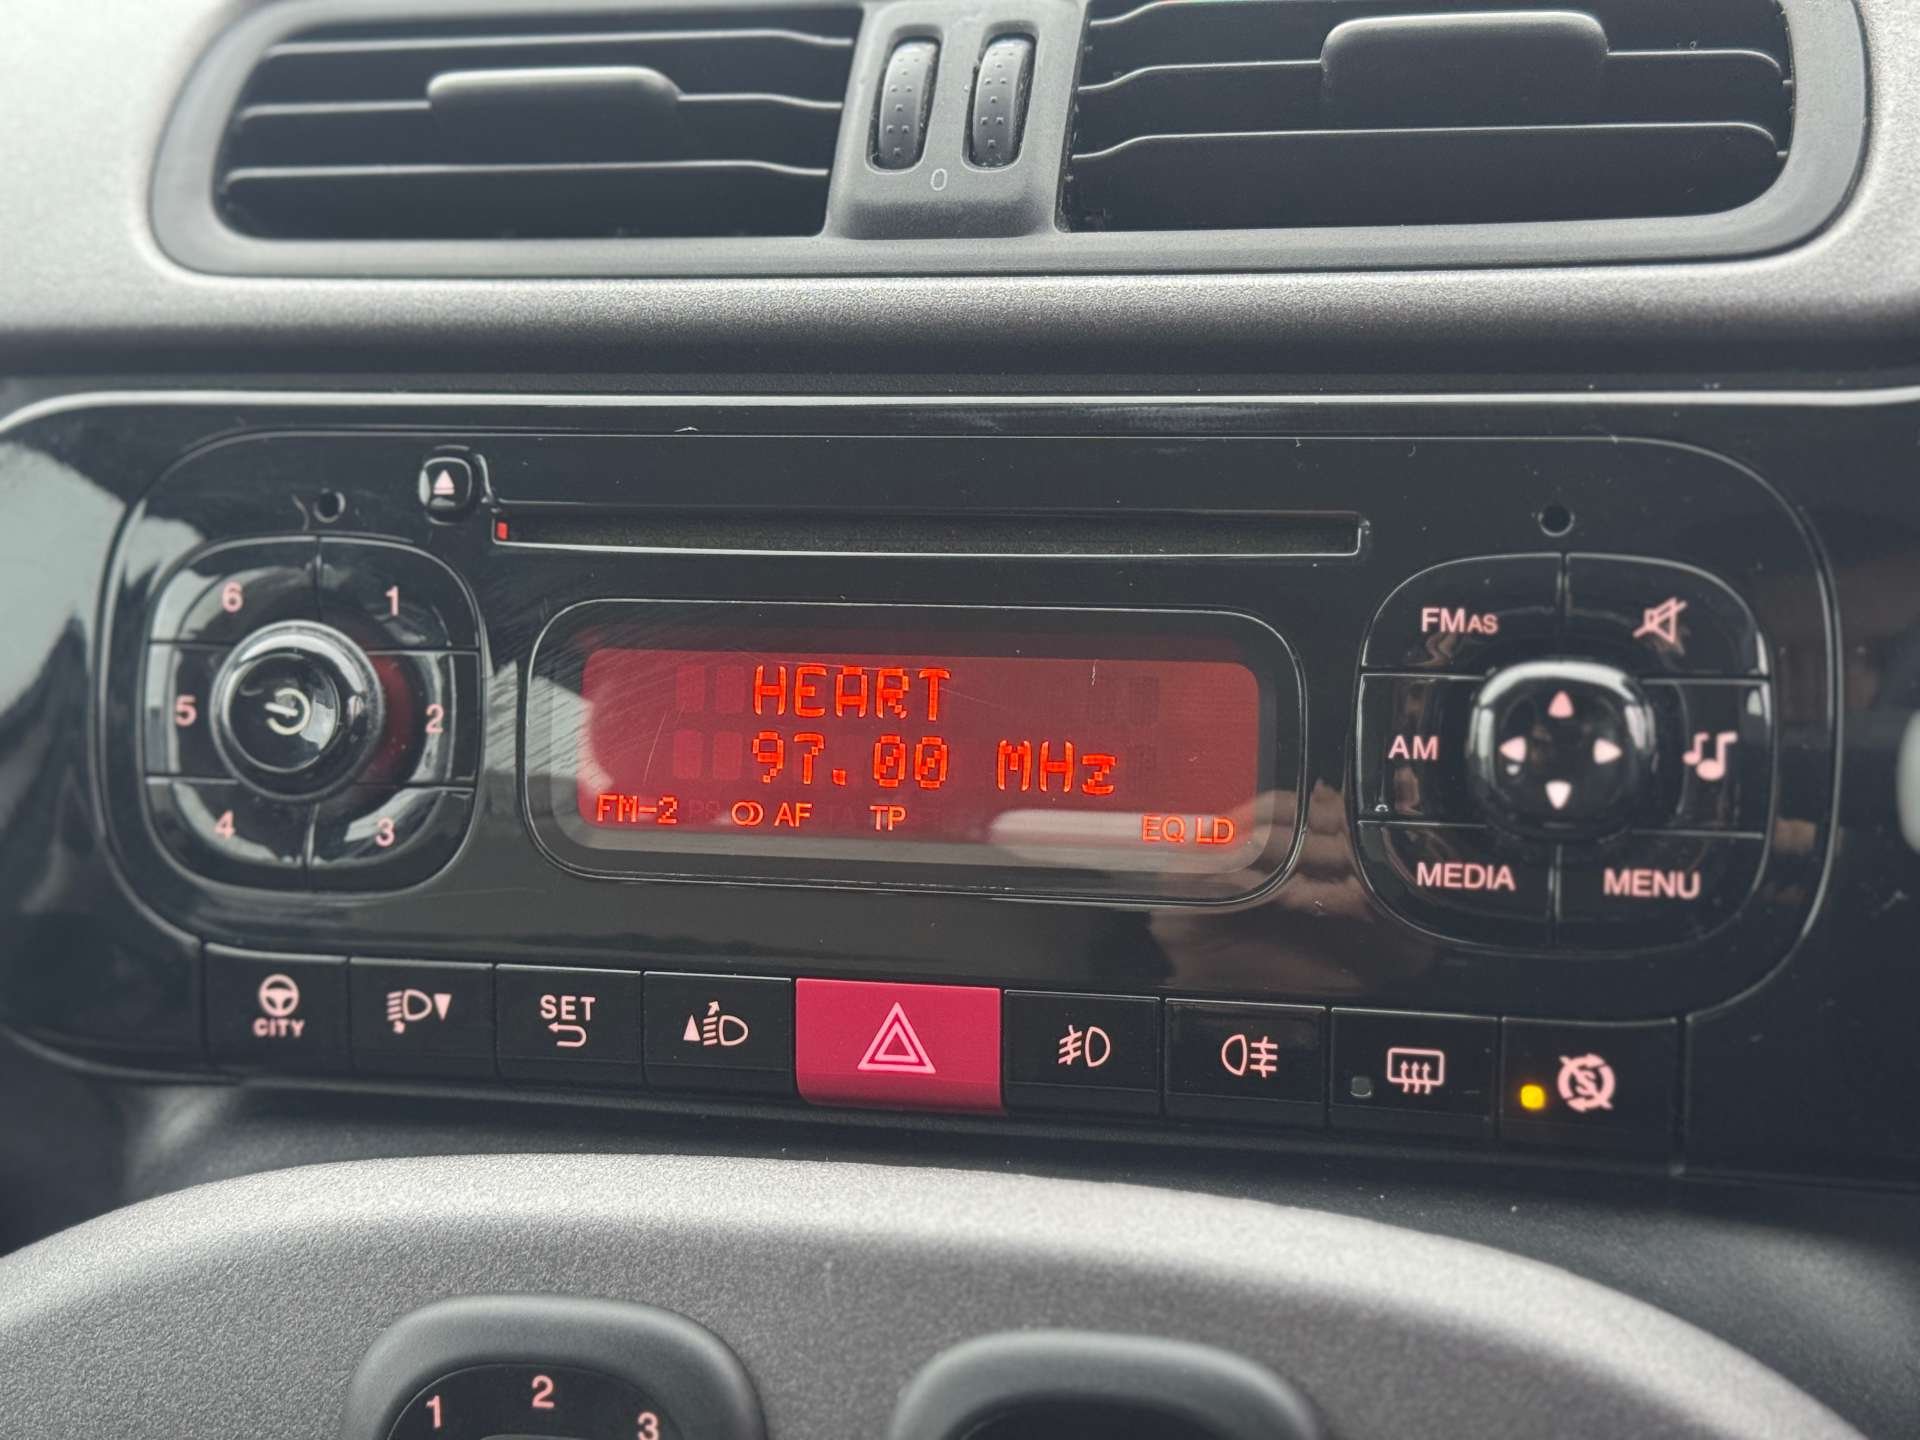 0
6
1
5
2
4
3
HEART
97.00 MHz
FM-2
AF
TP
EQ LD
FMAS
AM
MEDIA
MENU
CITY
SET
S
1
2
3